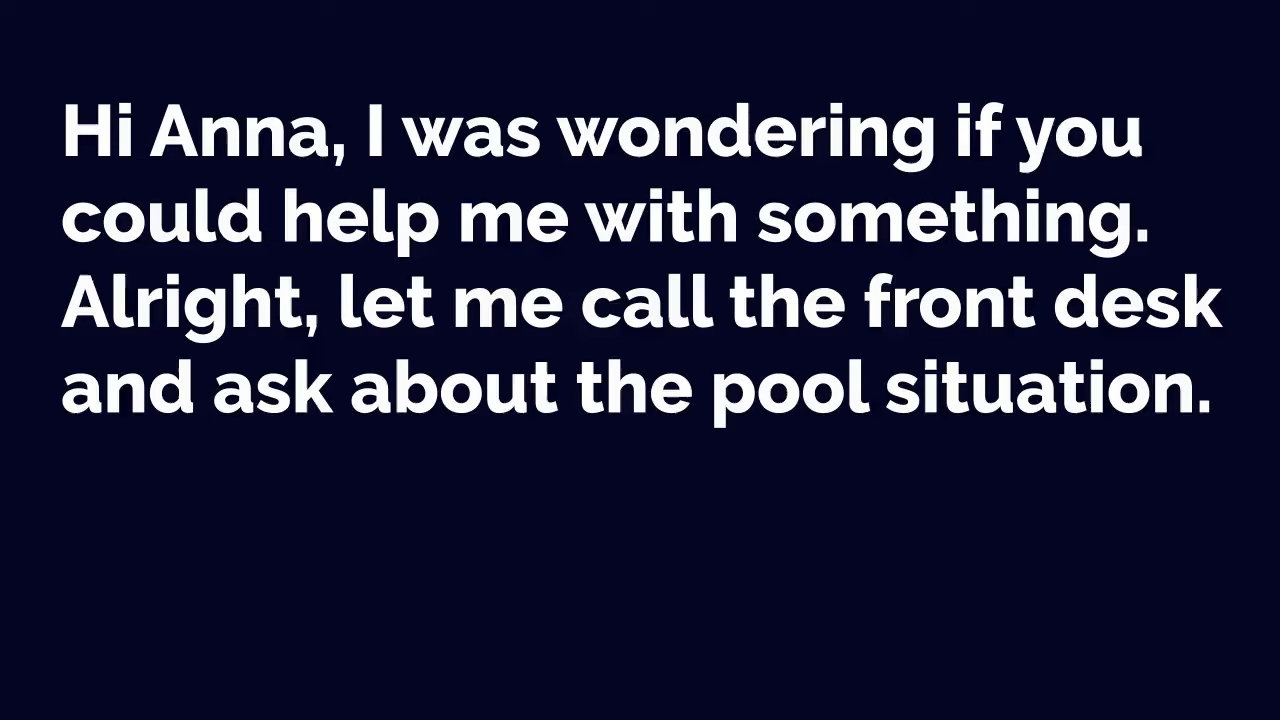 Hi Anna, I was wondering if you
could help me with something.
Alright, let me call the front desk
and ask about the pool situation.